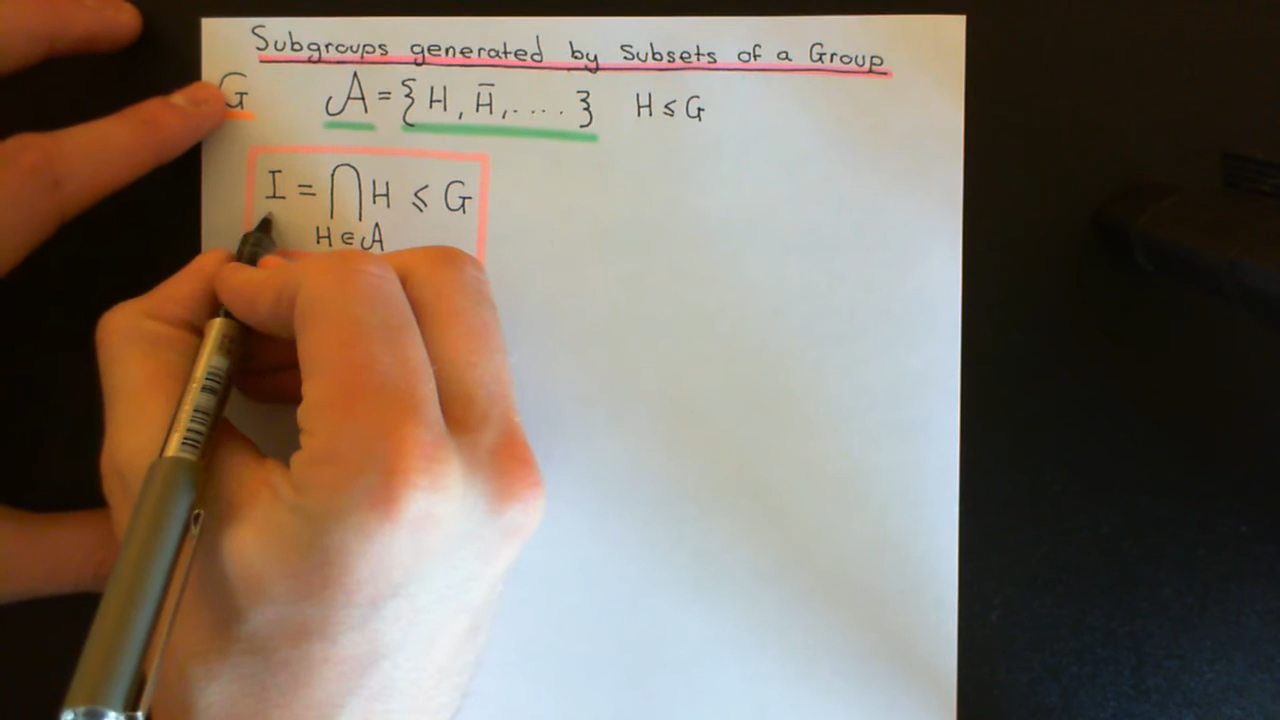 Subgroups generated by Subsets of a Group
G 𝒜 = {H, H̄, .... } H ≤ G
I = ⋂ H ≤ G
H ∈ 𝒜